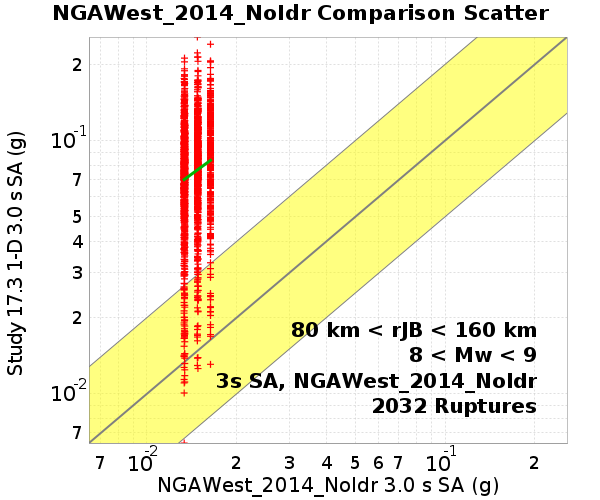 NGAWest_2014_NoIdr Comparison Scatter
Study 17.3 1-D 3.0 s SA (g)
2
10-1
7
5
4
3
2
10-2
7
80 km < rJB < 160 km
8 < Mw < 9
3s SA, NGAWest_2014_NoIdr
2032 Ruptures
7 10-2 2 3 4 5 6 7 10-1 2
NGAWest_2014_NoIdr 3.0 s SA (g)